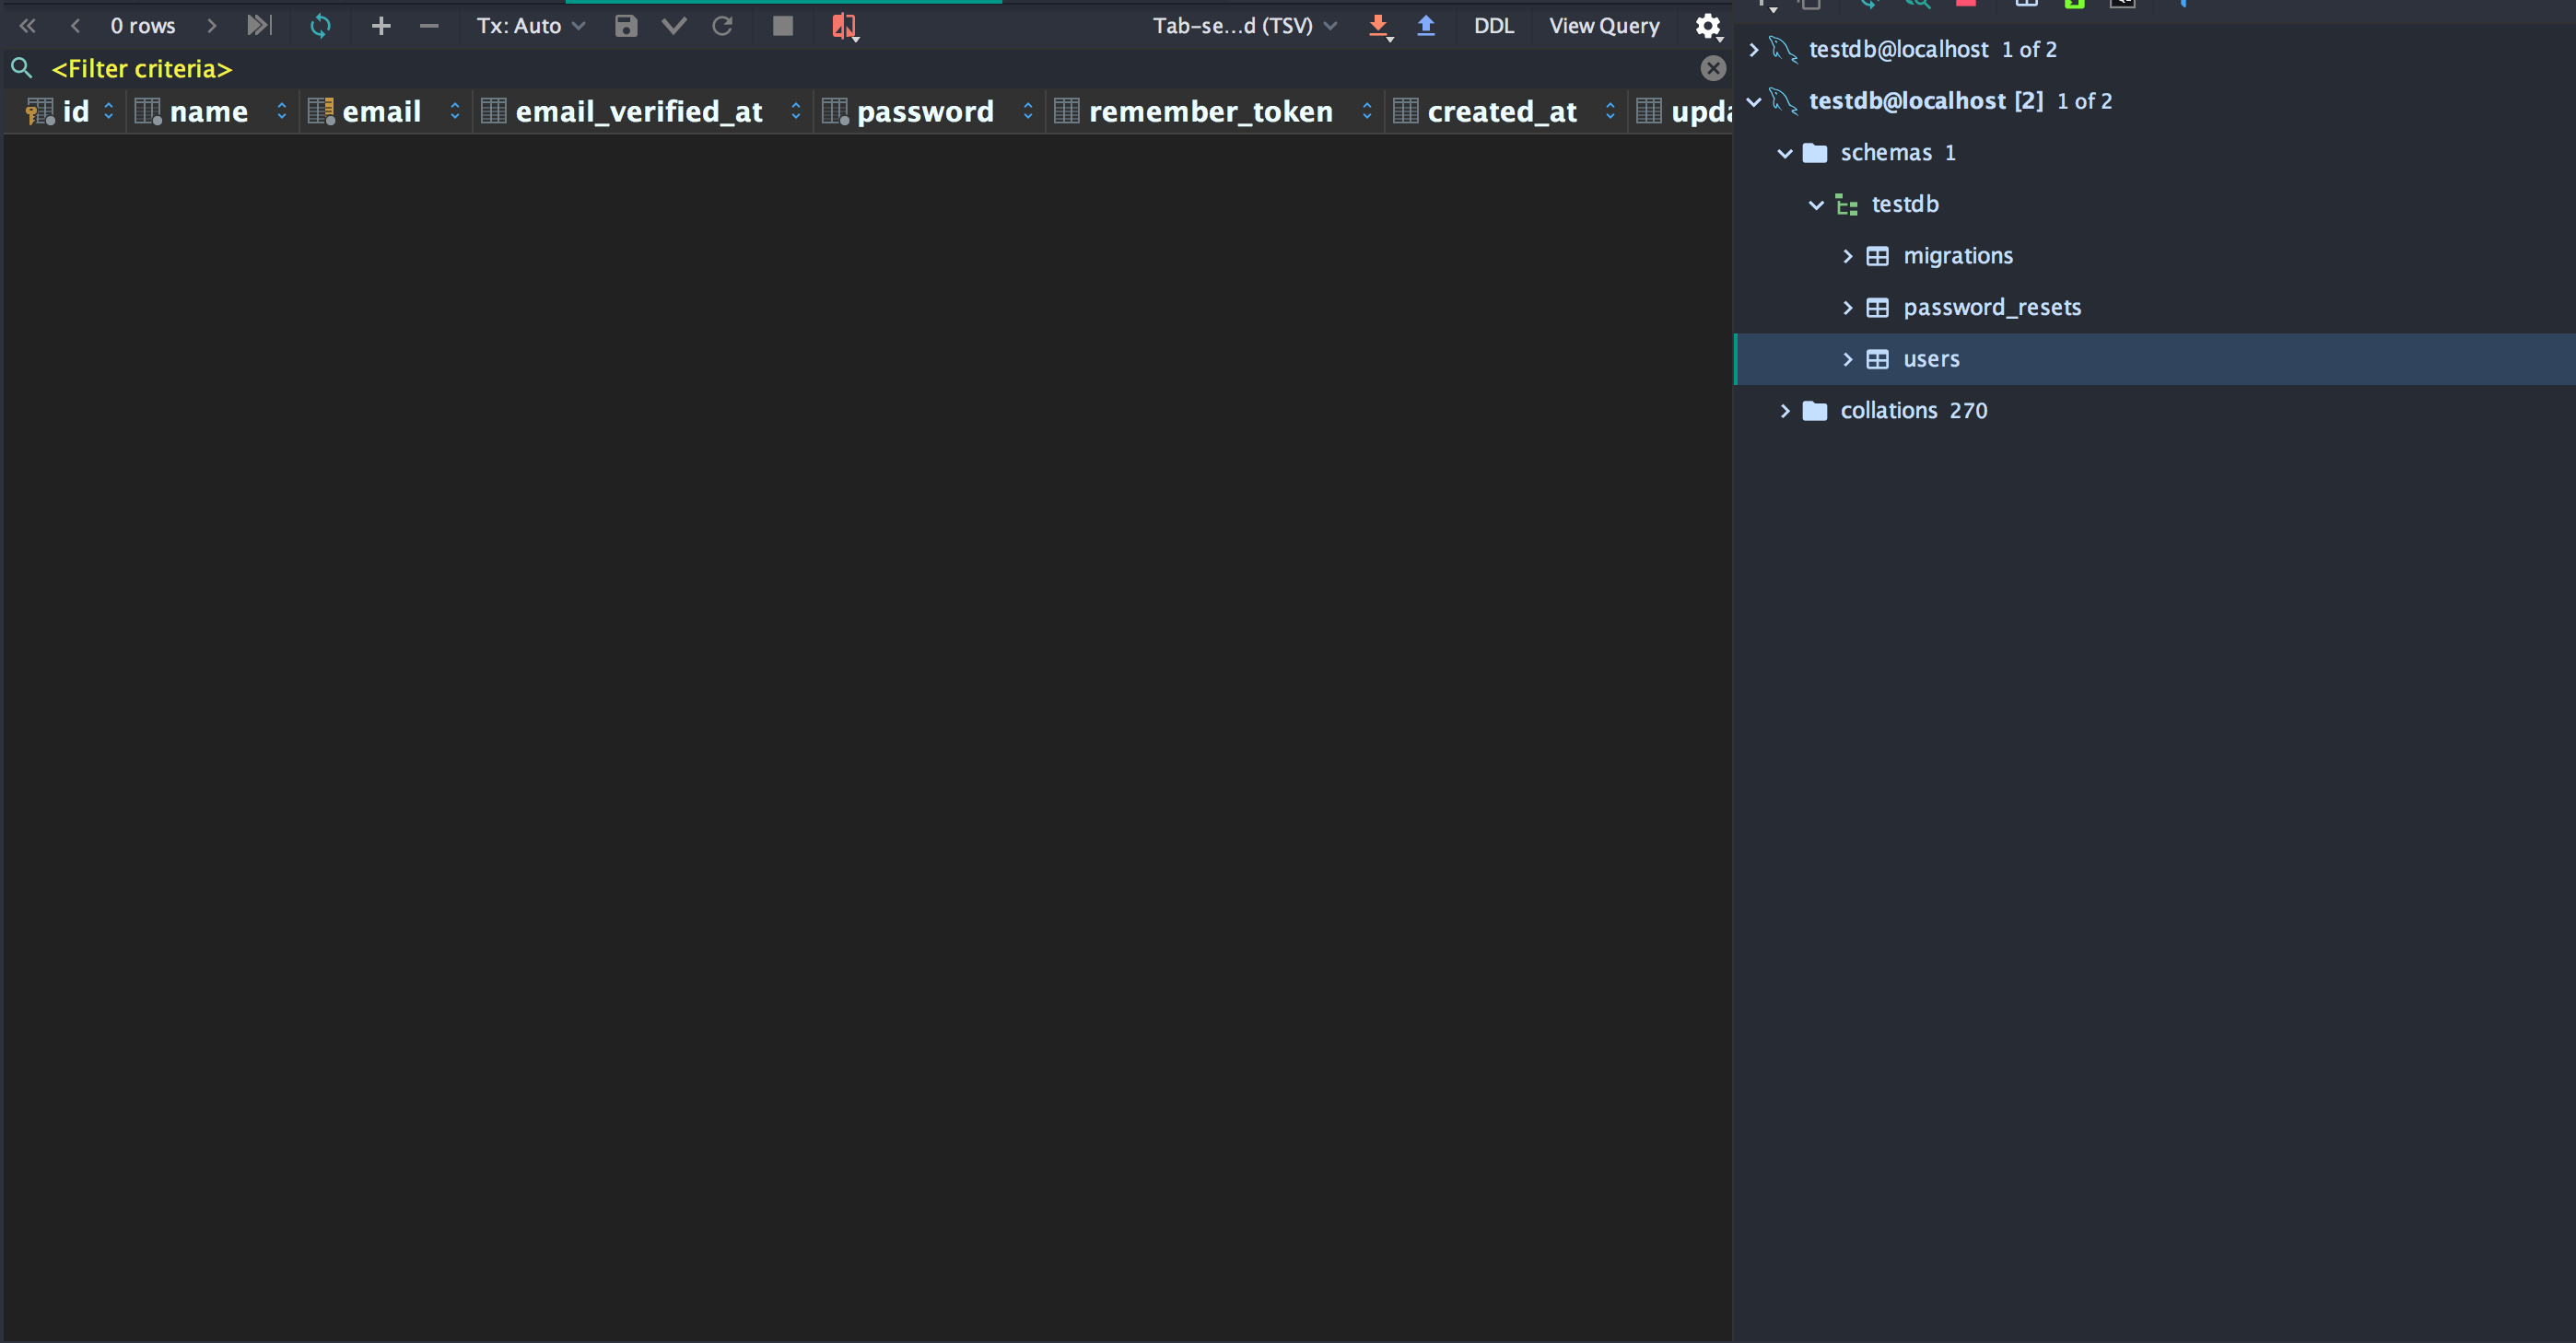 0 rows Tx: Auto Tab-se...d (TSV) DDL View Query
<Filter criteria>
id name email email_verified_at password remember_token created_at upda
testdb@localhost 1 of 2
testdb@localhost [2] 1 of 2
schemas 1
testdb
migrations
password_resets
users
collations 270